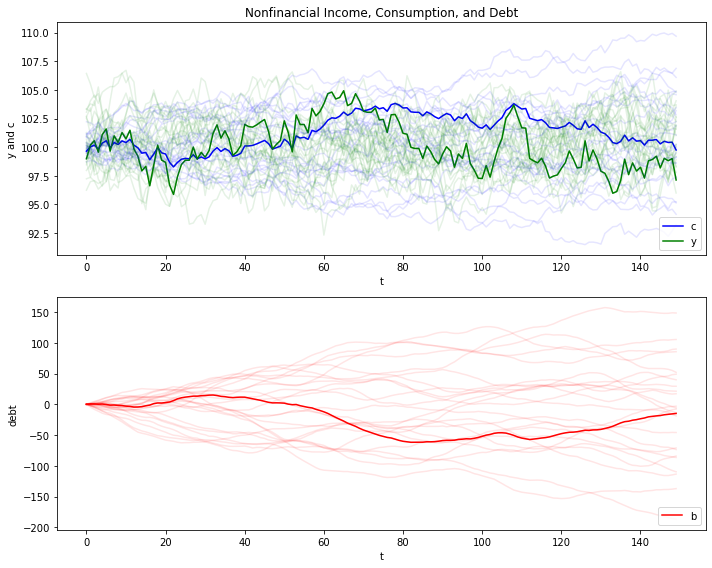 Nonfinancial Income, Consumption, and Debt
110.0
107.5
105.0
102.5
100.0
97.5
95.0
92.5
y and c
0 20 40 60 80 100 120 140
t
c
y
150
100
50
0
−50
−100
−150
−200
debt
0 20 40 60 80 100 120 140
t
b